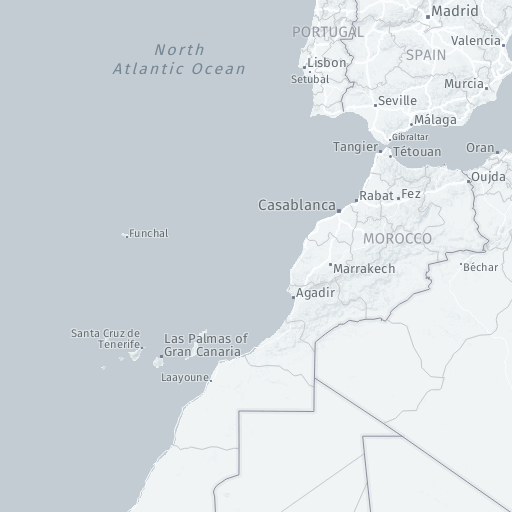 Madrid
PORTUGAL
Valencia
North
Atlantic Ocean
SPAIN
Lisbon
Setubal
Murcia
Seville
Málaga
Gibraltar
Tangier
Tétouan
Oran
Oujda
Rabat
Fez
Casablanca
Funchal
MOROCCO
Marrakech
Béchar
Agadir
Santa Cruz de
Tenerife
Las Palmas of
Gran Canaria
Laayoune